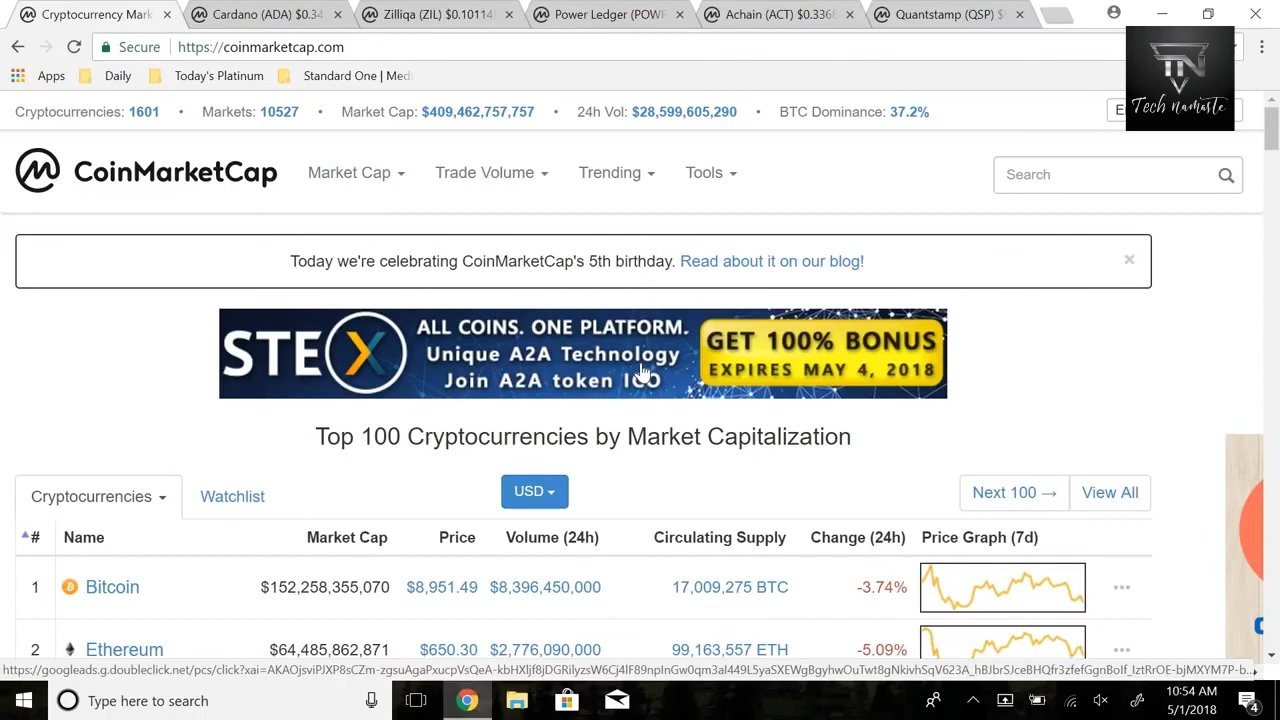 Cryptocurrency Mark
Cardano (ADA) $0.34
Zilliqa (ZIL) $0.10114
Power Ledger (POW
Achain (ACT) $0.3368
Quantstamp (QSP) $
Secure
https://coinmarketcap.com
Apps
Daily
Today's Platinum
Standard One | Medi
TN
Tech namaste
Cryptocurrencies: 1601 • Markets: 10527 • Market Cap: $409,462,757,757 • 24h Vol: $28,599,605,290 • BTC Dominance: 37.2%
CoinMarketCap
Market Cap
Trade Volume
Trending
Tools
Search
Today we're celebrating CoinMarketCap's 5th birthday. Read about it on our blog!
STEX
ALL COINS. ONE PLATFORM.
Unique A2A Technology
Join A2A token ICO
GET 100% BONUS
EXPIRES MAY 4, 2018
Top 100 Cryptocurrencies by Market Capitalization
Cryptocurrencies
Watchlist
USD
Next 100 →
View All
# Name Market Cap Price Volume (24h) Circulating Supply Change (24h) Price Graph (7d)
1 Bitcoin $152,258,355,070 $8,951.49 $8,396,450,000 17,009,275 BTC -3.74%
2 Ethereum $64,485,862,871 $650.30 $2,776,090,000 99,163,557 ETH -5.09%
Type here to search
10:54 AM
5/1/2018
4